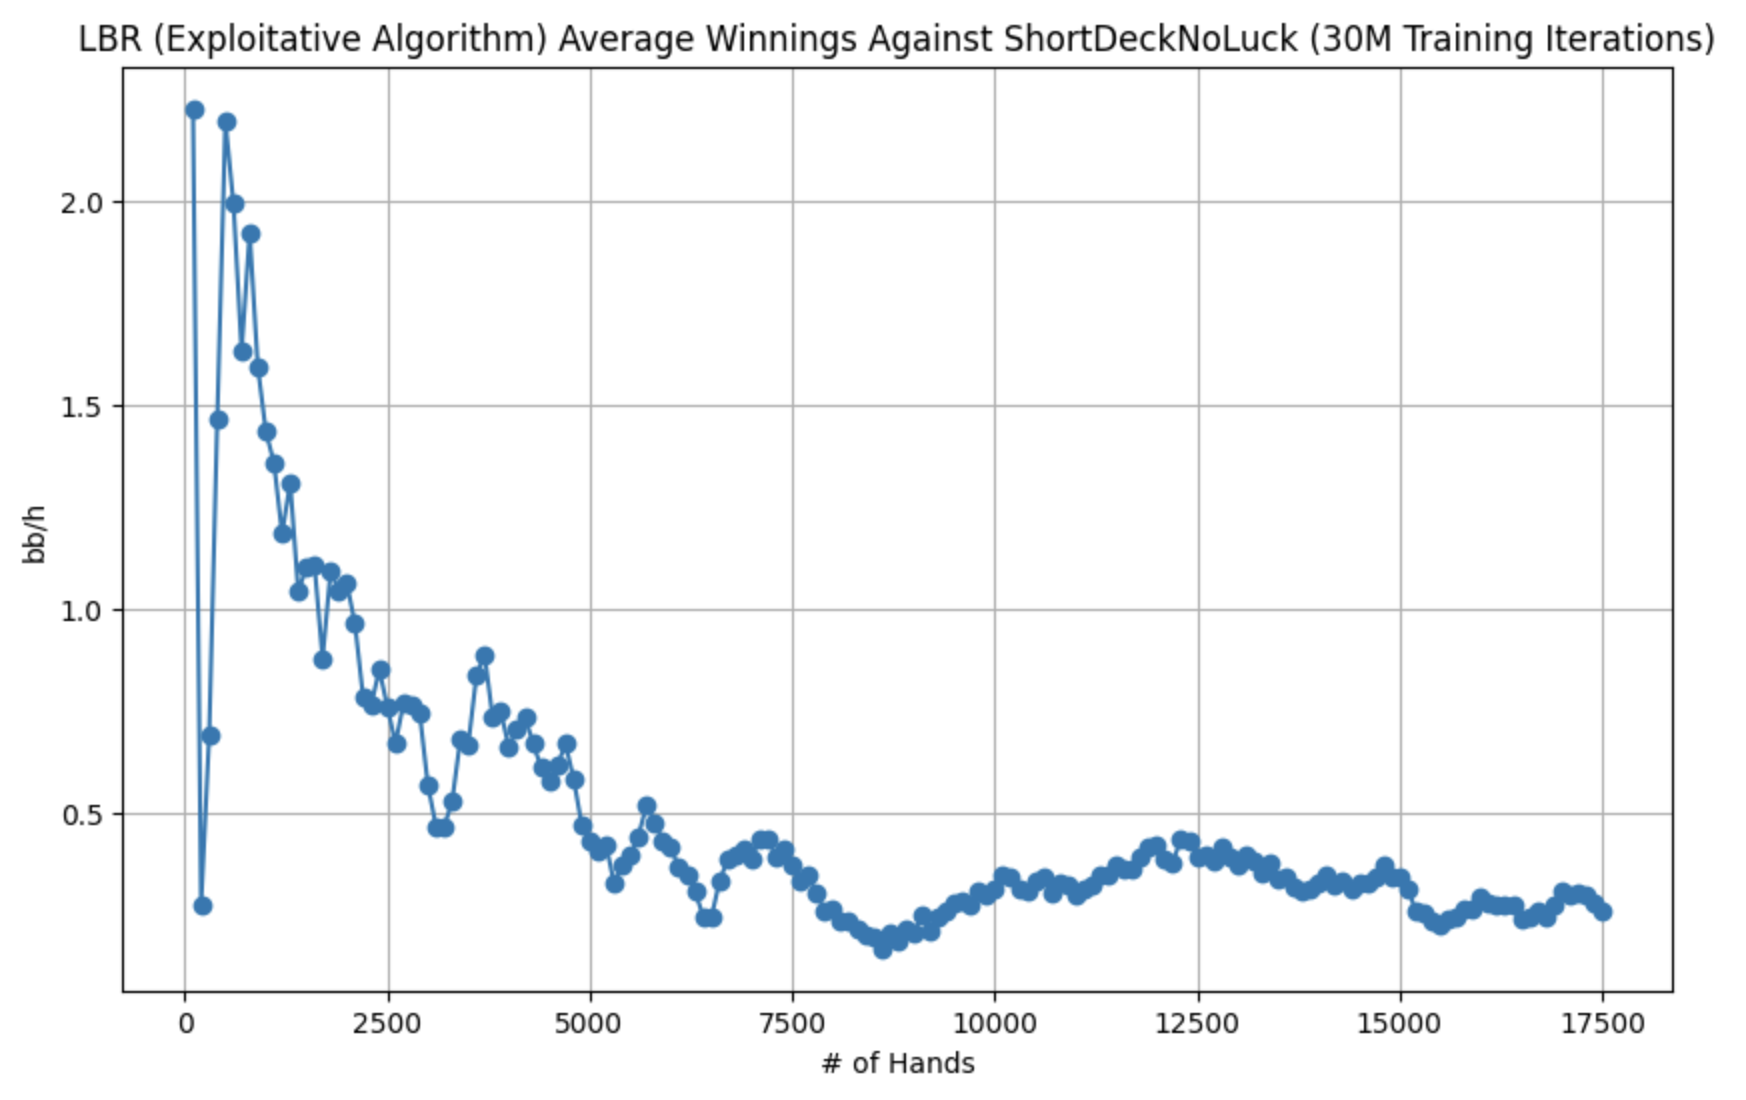 LBR (Exploitative Algorithm) Average Winnings Against ShortDeckNoLuck (30M Training Iterations)
2.0
1.5
1.0
0.5
bb/h
0 2500 5000 7500 10000 12500 15000 17500
# of Hands